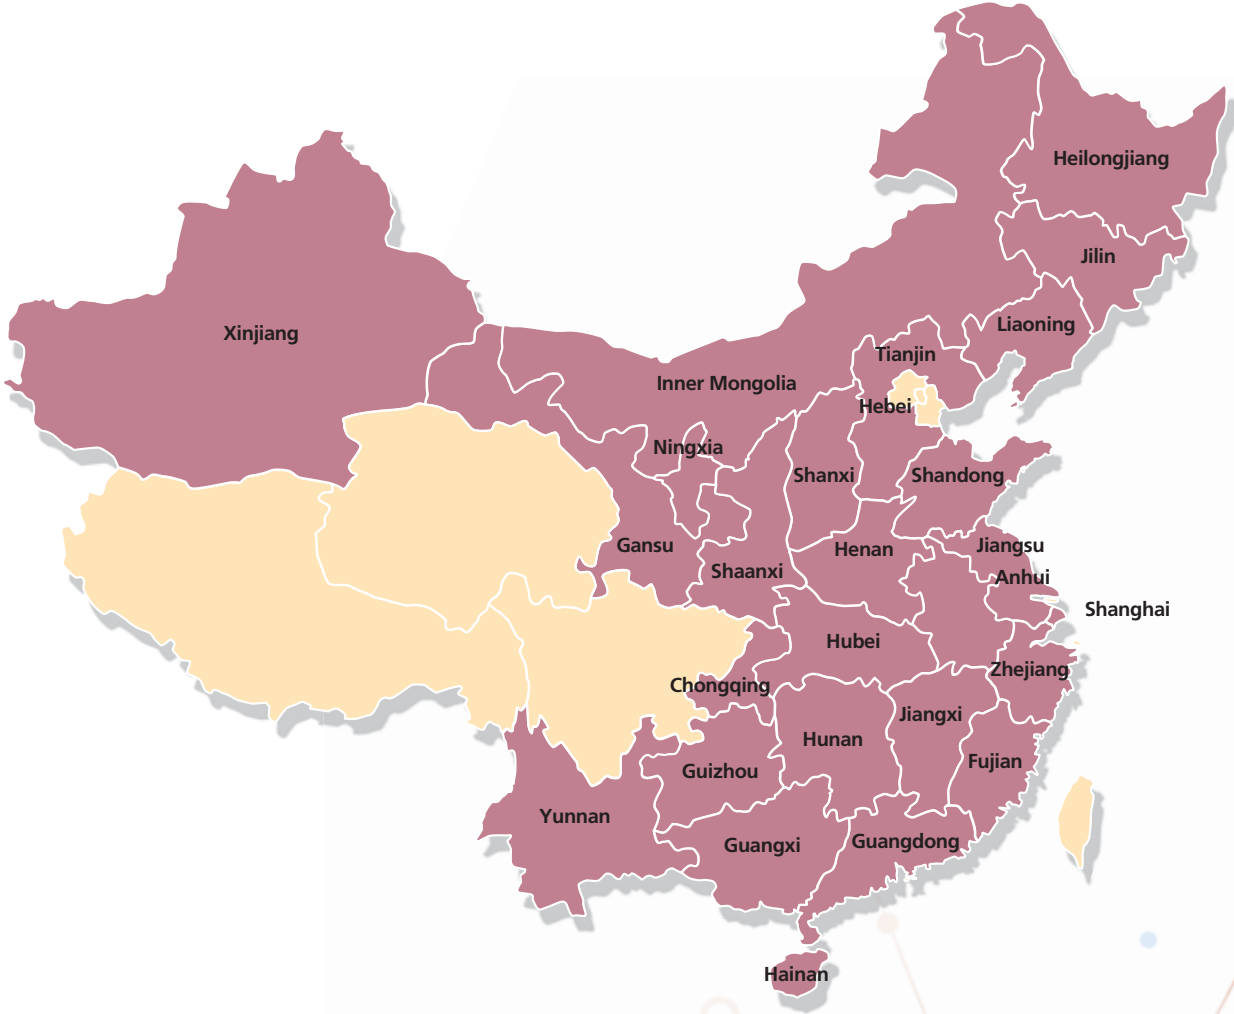 Heilongjiang
Jilin
Xinjiang
Liaoning
Tianjin
Inner Mongolia
Hebei
Ningxia
Shanxi
Shandong
Gansu
Henan
Jiangsu
Shaanxi
Anhui
Shanghai
Hubei
Zhejiang
Chongqing
Jiangxi
Hunan
Fujian
Guizhou
Yunnan
Guangxi
Guangdong
Hainan